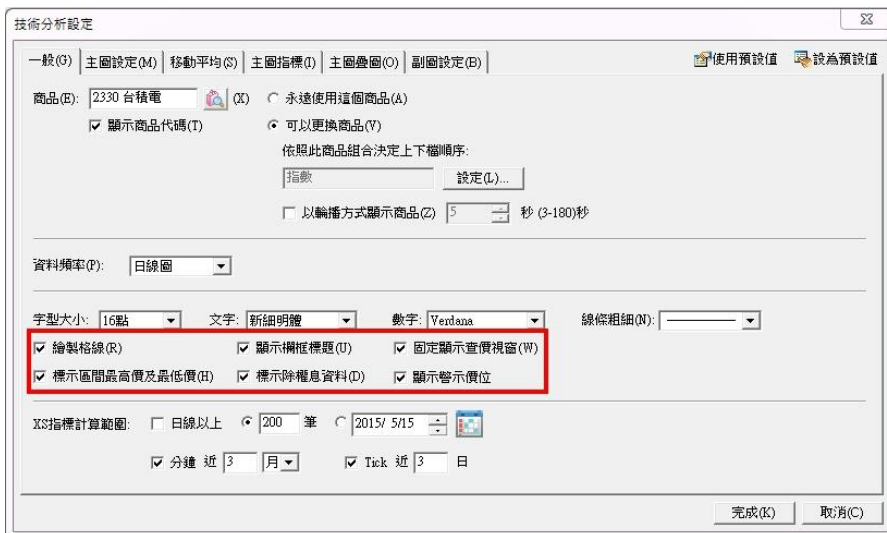 技術分析設定
一般(G) 主圖設定(M) 移動平均(S) 主圖指標(I) 主圖疊圖(O) 副圖設定(B) 使用預設值 設為預設值
商品(E): 2330 台積電 (X) 永遠使用這個商品(A)
顯示商品代碼(T) 可以更換商品(V)
依照此商品組合決定上下檔順序:
指數 設定(L)...
以輪播方式顯示商品(Z) 5 秒 (3-180)秒
資料頻率(P): 日線圖
字型大小: 16點 文字: 新細明體 數字: Verdana 線條粗細(N):
繪製格線(R) 顯示欄框標題(U) 固定顯示查價視窗(W)
標示區間最高價及最低價(H) 標示除權息資料(D) 顯示警示價位
XS指標計算範圍: 日線以上 200 筆 2015/ 5/15
分鐘 近 3 月 Tick 近 3 日
完成(K) 取消(C)